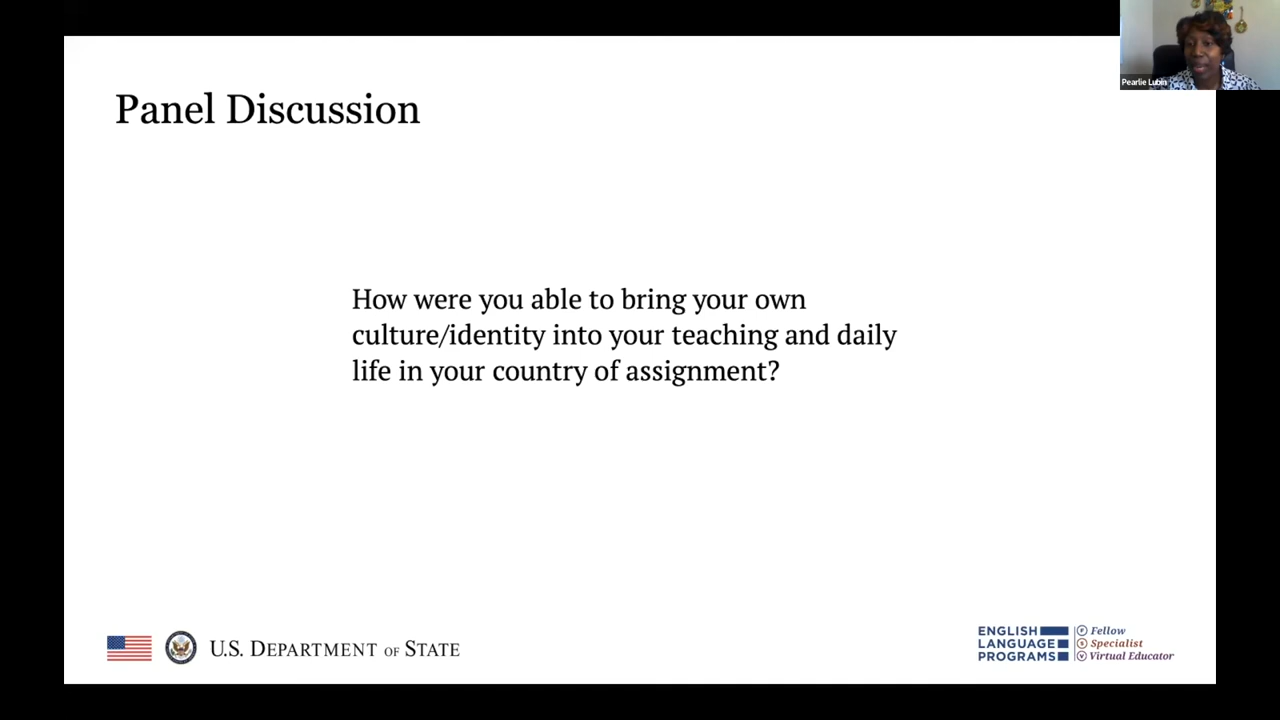 Pearlie Lubin
Panel Discussion
How were you able to bring your own
culture/identity into your teaching and daily
life in your country of assignment?
U.S. DEPARTMENT OF STATE
ENGLISH
LANGUAGE
PROGRAMS
F Fellow
S Specialist
V Virtual Educator